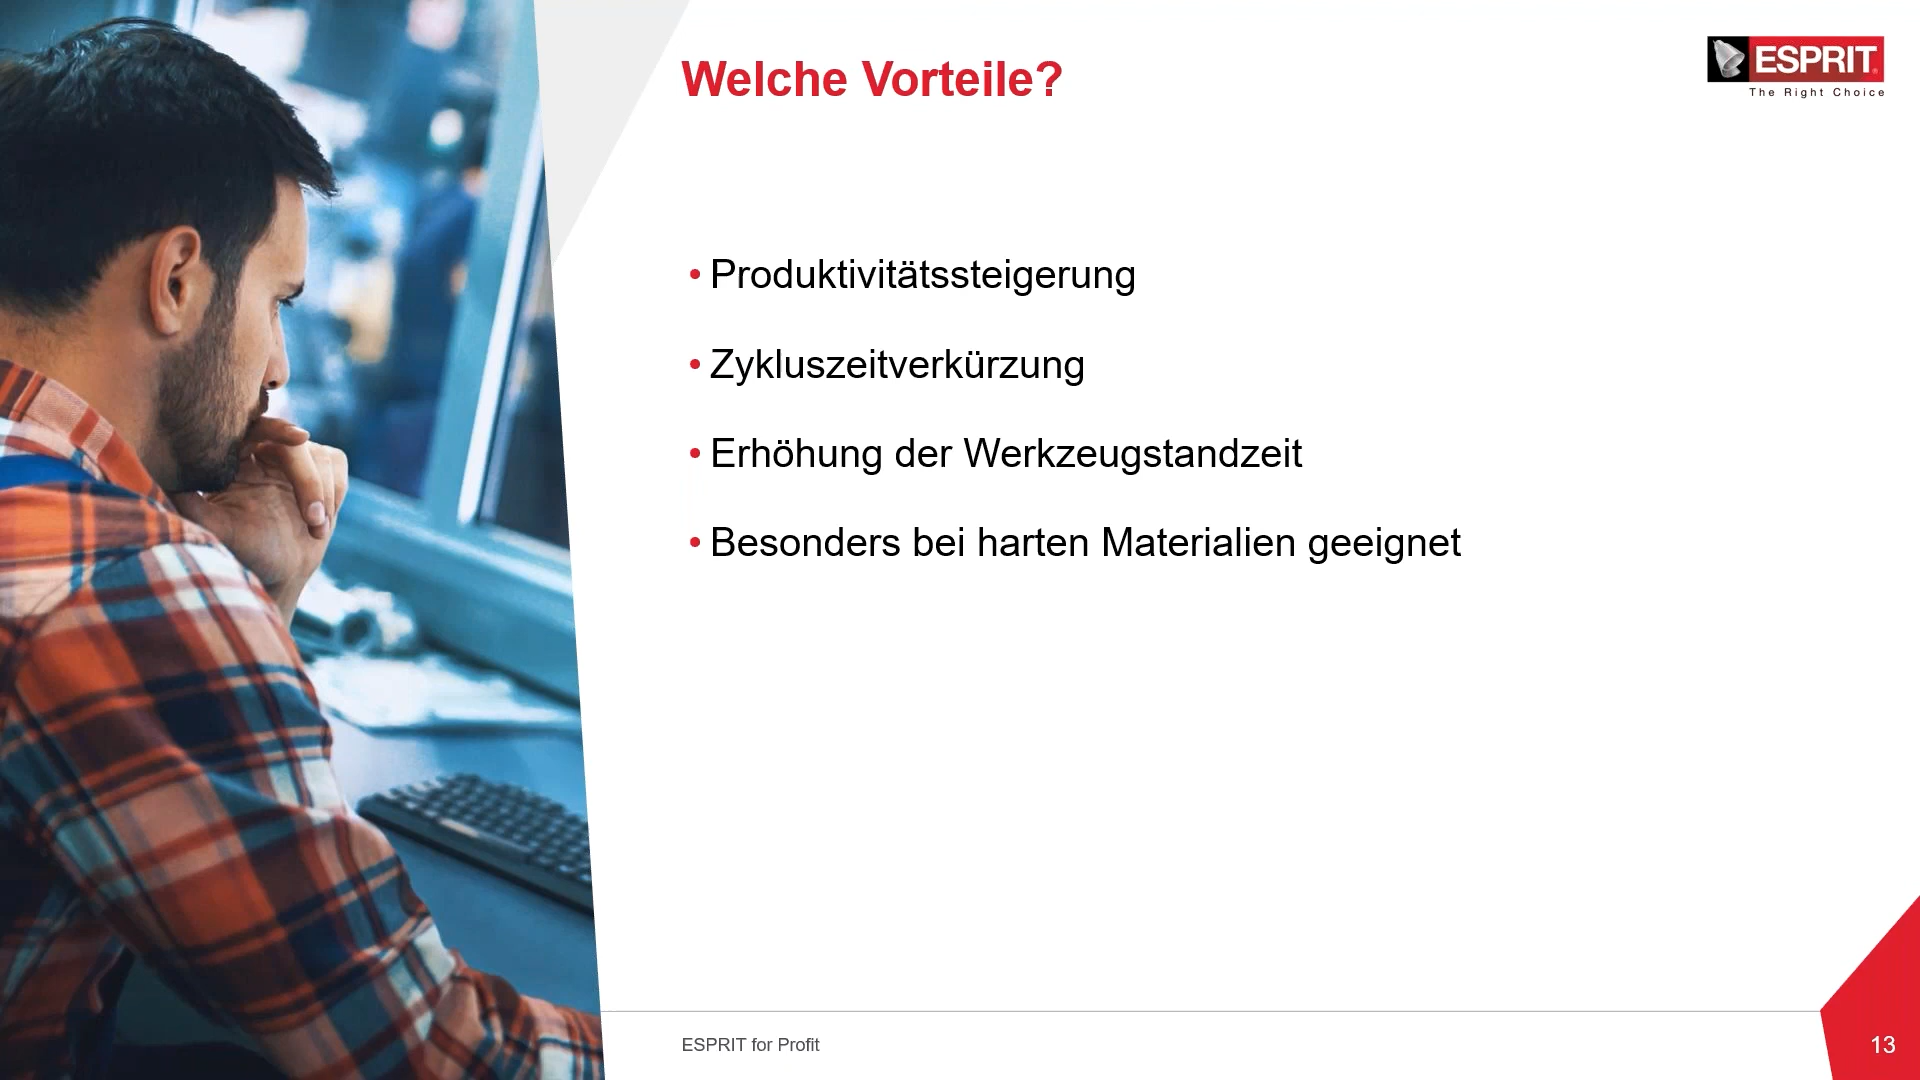 Welche Vorteile?
ESPRIT®
The Right Choice
• Produktivitätssteigerung
• Zykluszeitverkürzung
• Erhöhung der Werkzeugstandzeit
• Besonders bei harten Materialien geeignet
ESPRIT for Profit
13